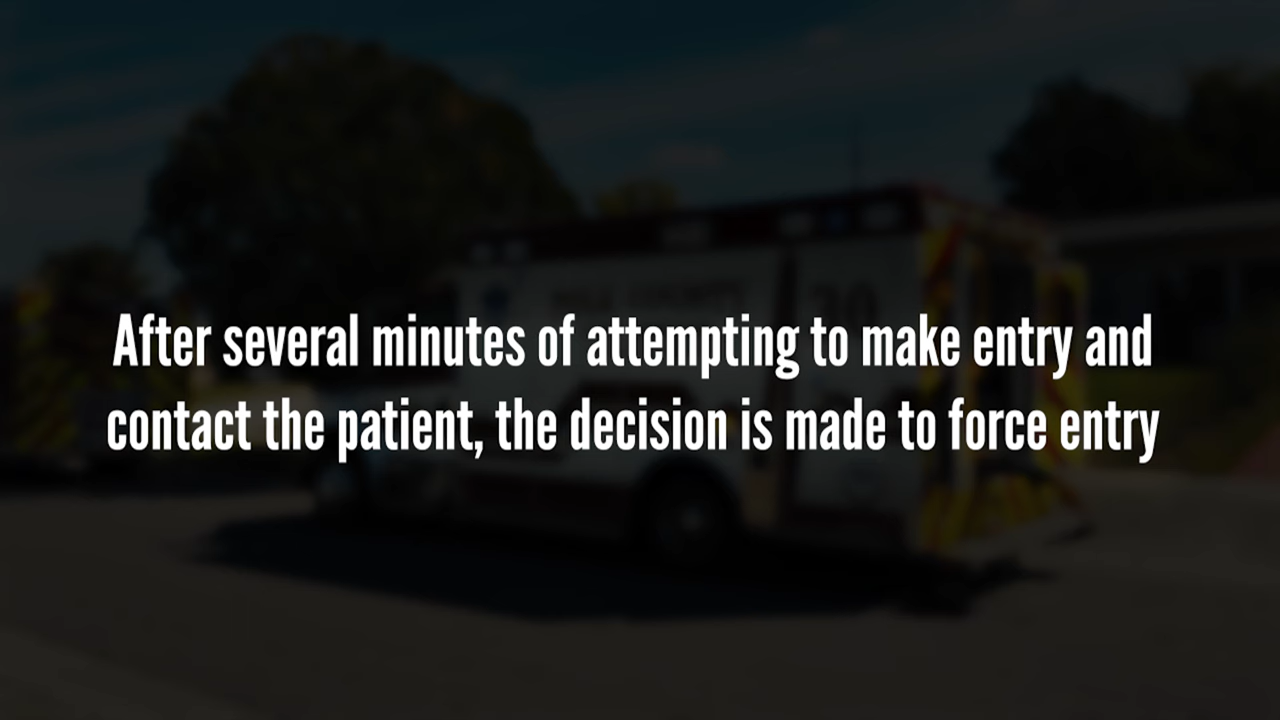 After several minutes of attempting to make entry and
contact the patient, the decision is made to force entry